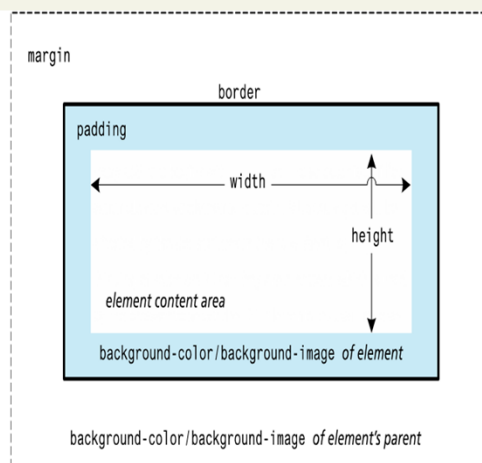 margin
border
padding
width
height
element content area
background-color/background-image of element
background-color/background-image of element's parent